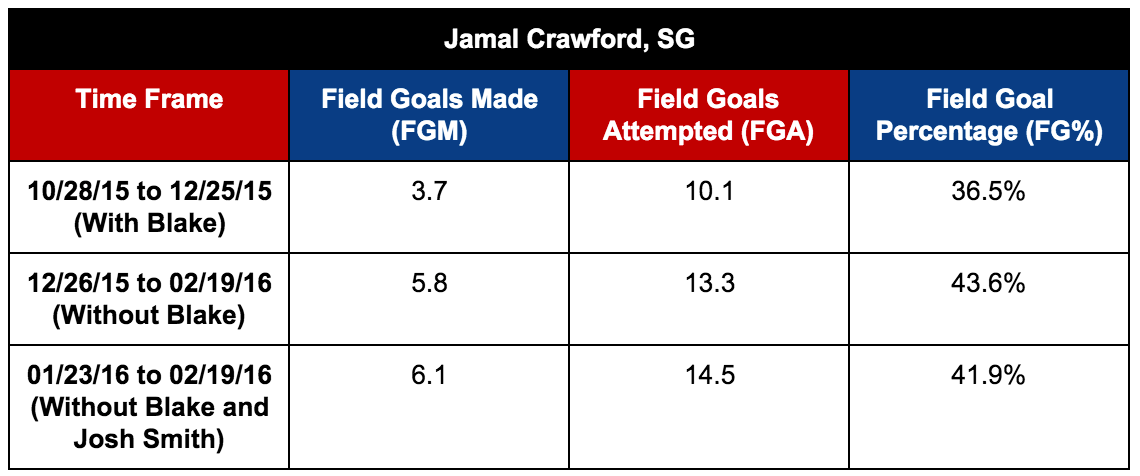 Jamal Crawford, SG
Time Frame
Field Goals Made
(FGM)
Field Goals
Attempted (FGA)
Field Goal
Percentage (FG%)
10/28/15 to 12/25/15
(With Blake)
3.7
10.1
36.5%
12/26/15 to 02/19/16
(Without Blake)
5.8
13.3
43.6%
01/23/16 to 02/19/16
(Without Blake and
Josh Smith)
6.1
14.5
41.9%